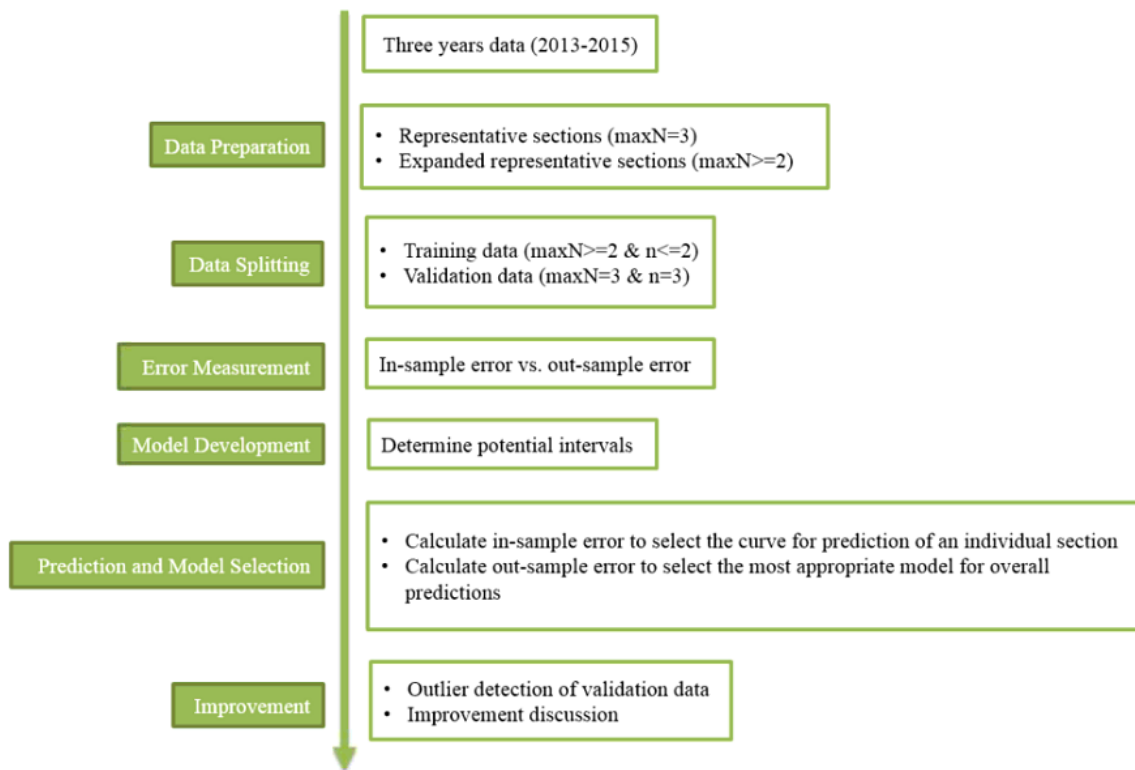 Three years data (2013-2015)
Data Preparation
• Representative sections (maxN=3)
• Expanded representative sections (maxN>=2)
Data Splitting
• Training data (maxN>=2 & n<=2)
• Validation data (maxN=3 & n=3)
Error Measurement
In-sample error vs. out-sample error
Model Development
Determine potential intervals
Prediction and Model Selection
• Calculate in-sample error to select the curve for prediction of an individual section
• Calculate out-sample error to select the most appropriate model for overall
predictions
Improvement
• Outlier detection of validation data
• Improvement discussion